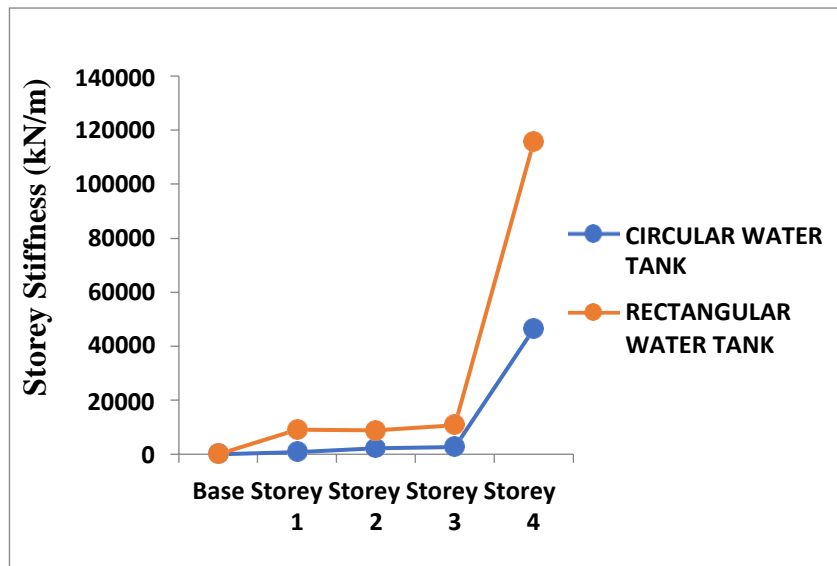 Storey Stiffness (kN/m)
140000
120000
100000
80000
60000
40000
20000
0
Base Storey Storey Storey Storey
1 2 3 4
CIRCULAR WATER
TANK
RECTANGULAR
WATER TANK